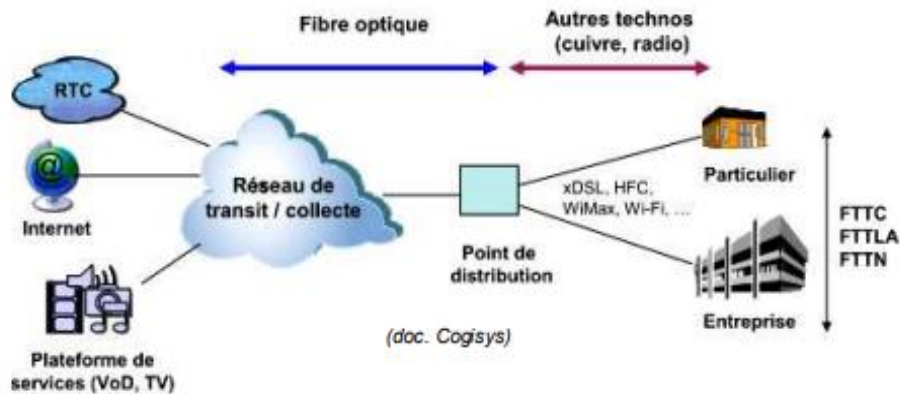 Fibre optique
Autres technos
(cuivre, radio)
RTC
@
Internet
Réseau de
transit / collecte
Plateforme de
services (VoD, TV)
Point de
distribution
xDSL, HFC,
WiMax, Wi-Fi, ...
Particulier
Entreprise
FTTC
FTTLA
FTTN
(doc. Cogisys)